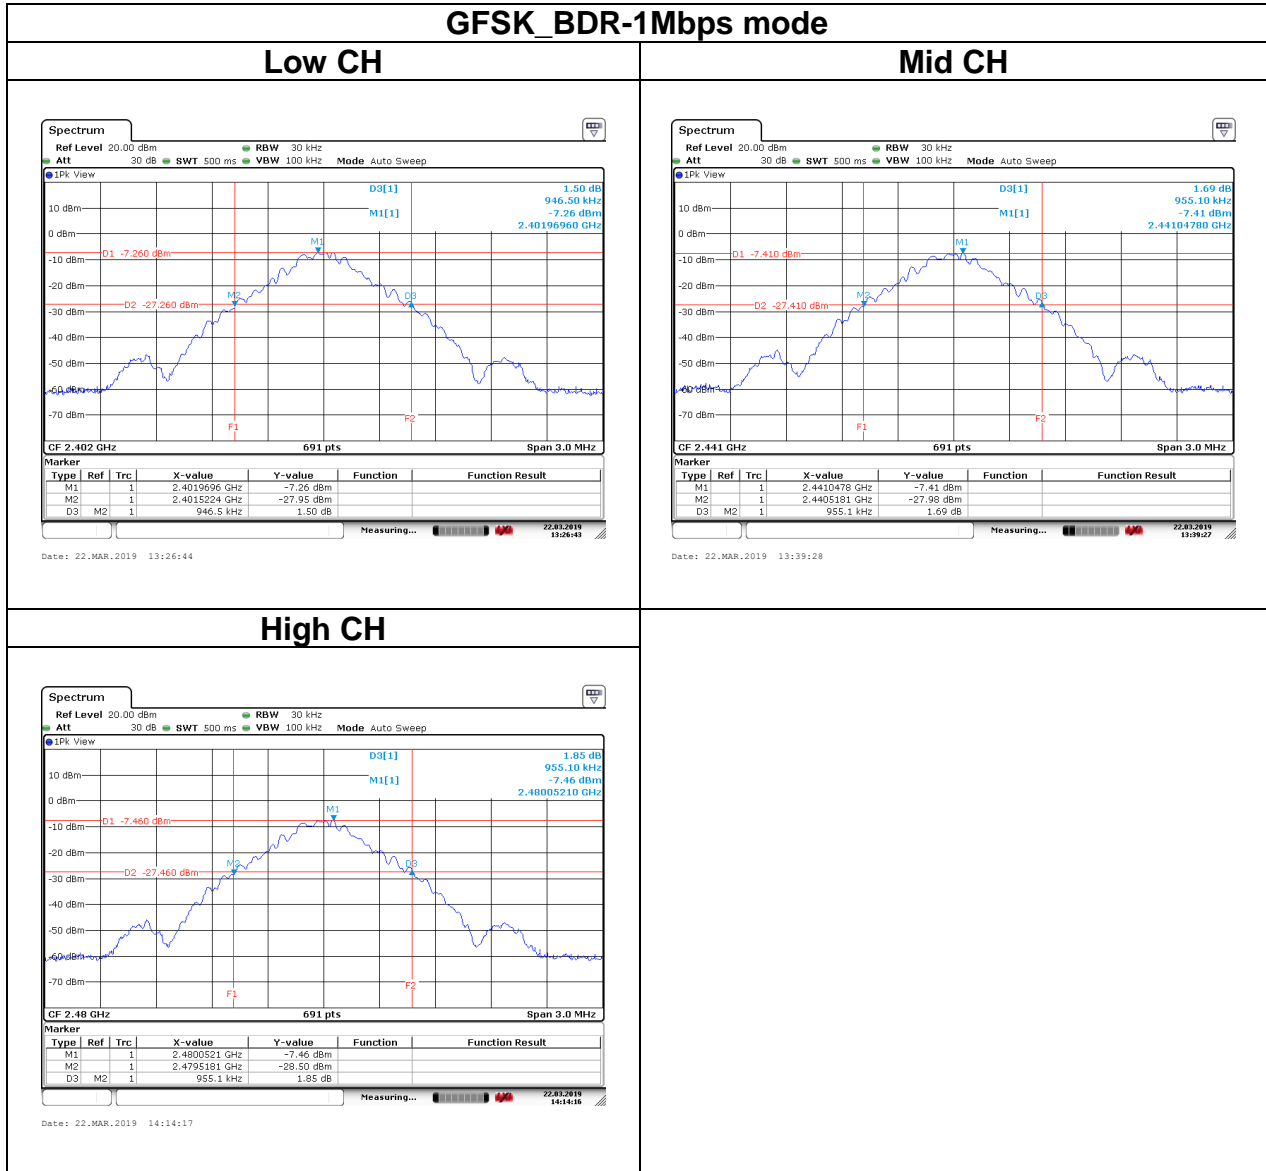 GFSK_BDR-1Mbps mode
Low CH
Mid CH
Spectrum
Ref Level 20.00 dBm RBW 30 kHz
Att 30 dB SWT 500 ms VBW 100 kHz Mode Auto Sweep
1Pk View
D3[1] 1.50 dB
946.50 kHz
M1[1] -7.26 dBm
2.40196960 GHz
10 dBm
0 dBm
M1
D1 -7.260 dBm
-10 dBm
-20 dBm
M2
D3
D2 -27.260 dBm
-30 dBm
-40 dBm
-50 dBm
-60 dBm
-70 dBm
F1
F2
CF 2.402 GHz 691 pts Span 3.0 MHz
Marker
Type Ref Trc X-value Y-value Function Function Result
M1 1 2.4019696 GHz -7.26 dBm
M2 1 2.4015224 GHz -27.95 dBm
D3 M2 1 946.5 kHz 1.50 dB
Measuring... 22.03.2019
13:26:43
Date: 22.MAR.2019 13:26:44
Spectrum
Ref Level 20.00 dBm RBW 30 kHz
Att 30 dB SWT 500 ms VBW 100 kHz Mode Auto Sweep
1Pk View
D3[1] 1.69 dB
955.10 kHz
M1[1] -7.41 dBm
2.44104780 GHz
10 dBm
0 dBm
M1
D1 -7.410 dBm
-10 dBm
-20 dBm
M2
D3
D2 -27.410 dBm
-30 dBm
-40 dBm
-50 dBm
-60 dBm
-70 dBm
F1
F2
CF 2.441 GHz 691 pts Span 3.0 MHz
Marker
Type Ref Trc X-value Y-value Function Function Result
M1 1 2.4410478 GHz -7.41 dBm
M2 1 2.4405181 GHz -27.98 dBm
D3 M2 1 955.1 kHz 1.69 dB
Measuring... 22.03.2019
13:39:27
Date: 22.MAR.2019 13:39:28
High CH
Spectrum
Ref Level 20.00 dBm RBW 30 kHz
Att 30 dB SWT 500 ms VBW 100 kHz Mode Auto Sweep
1Pk View
D3[1] 1.85 dB
955.10 kHz
M1[1] -7.46 dBm
2.48005210 GHz
10 dBm
0 dBm
M1
D1 -7.460 dBm
-10 dBm
-20 dBm
M2
D3
D2 -27.460 dBm
-30 dBm
-40 dBm
-50 dBm
-60 dBm
-70 dBm
F1
F2
CF 2.48 GHz 691 pts Span 3.0 MHz
Marker
Type Ref Trc X-value Y-value Function Function Result
M1 1 2.4800521 GHz -7.46 dBm
M2 1 2.4795181 GHz -28.50 dBm
D3 M2 1 955.1 kHz 1.85 dB
Measuring... 22.03.2019
14:14:16
Date: 22.MAR.2019 14:14:17